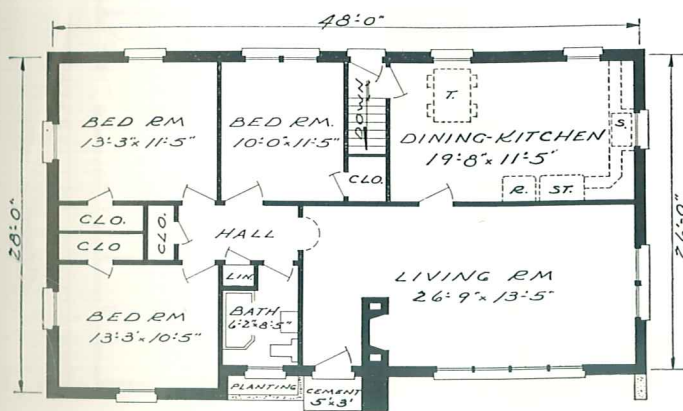 48'-0"
28'-0"
26'-0"
BED RM
13'-3" x 11'-5"
BED RM.
10'-0" x 11'-5"
DOWN
T.
DINING-KITCHEN
19'-8" x 11'-5"
S.
R.
ST.
CLO.
CLO.
CLO
CLO.
HALL
LIN.
BED RM
13'-3" x 10'-5"
BATH
6'-2" x 8'-5"
LIVING RM
26'-9" x 13'-5"
PLANTING
CEMENT
5' x 3'